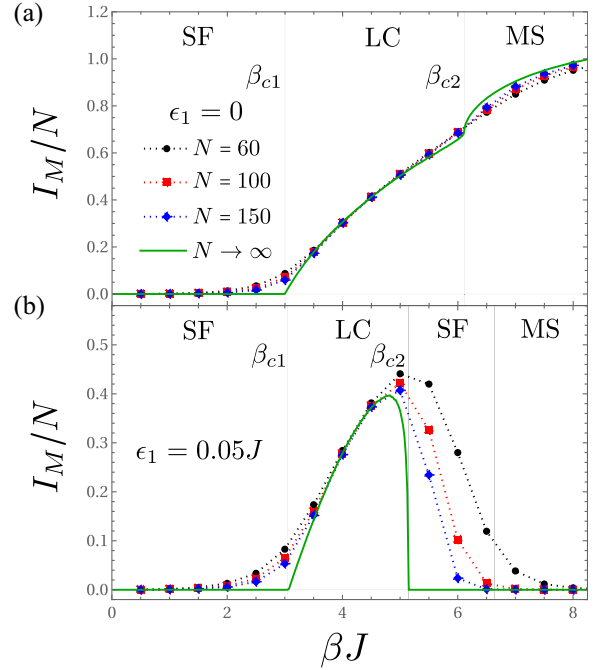 (a)
SF LC MS
β_{c1} β_{c2}
ϵ_1 = 0
N = 60
N = 100
N = 150
N → ∞
I_M/N
1.2
1.0
0.8
0.6
0.4
0.2
0.0
(b)
SF LC SF MS
β_{c1} β_{c2}
ϵ_1 = 0.05J
I_M/N
0.5
0.4
0.3
0.2
0.1
0.0
0 2 4 6 8
βJ